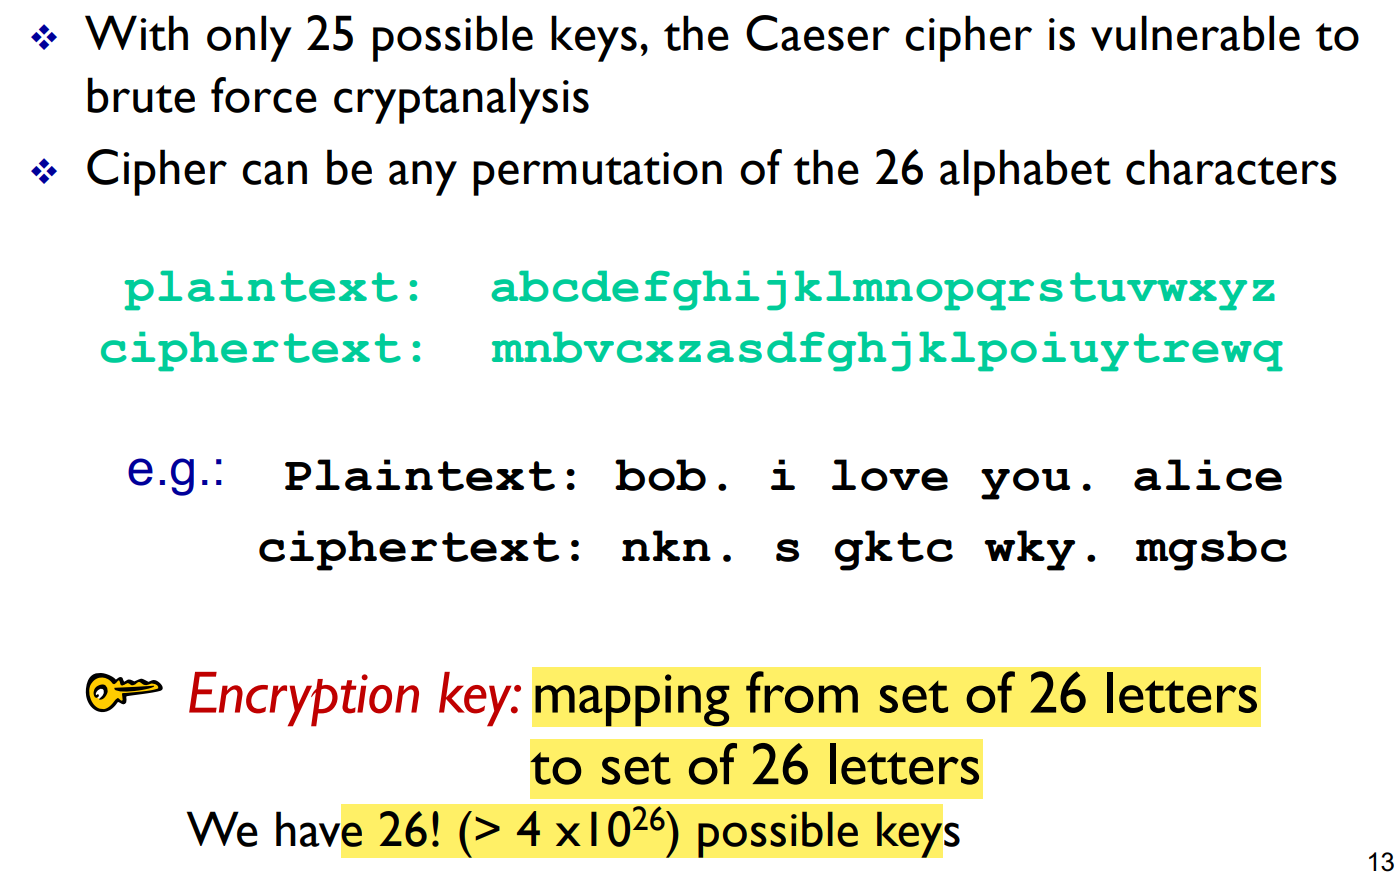 With only 25 possible keys, the Caeser cipher is vulnerable to
brute force cryptanalysis
Cipher can be any permutation of the 26 alphabet characters
plaintext: abcdefghijklmnopqrstuvwxyz
ciphertext: mnbvcxzasdfghjklpoiuytrewq
e.g.: Plaintext: bob. i love you. alice
ciphertext: nkn. s gktc wky. mgsbc
Encryption key: mapping from set of 26 letters
to set of 26 letters
We have 26! (> 4 x10²⁶) possible keys
13